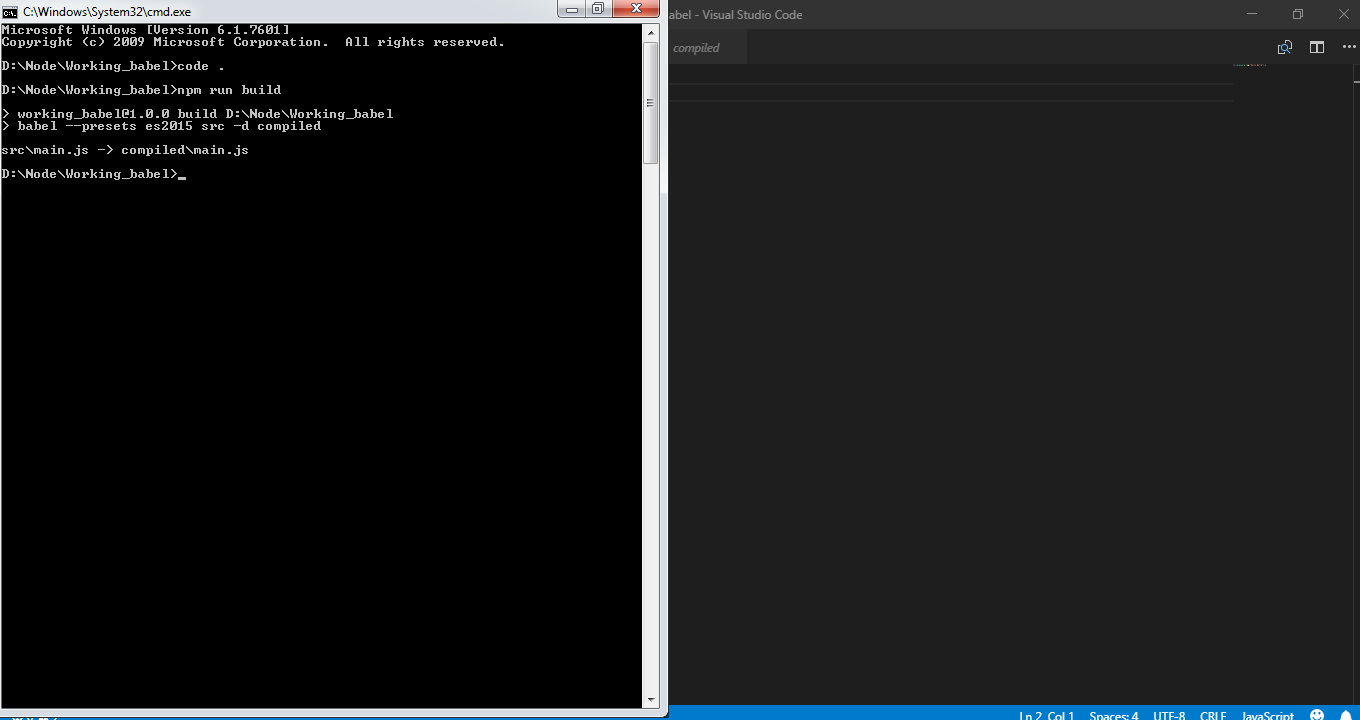 C:\Windows\System32\cmd.exe
Microsoft Windows [Version 6.1.7601]
Copyright (c) 2009 Microsoft Corporation.  All rights reserved.
D:\Node\Working_babel>code .
D:\Node\Working_babel>npm run build
> working_babel@1.0.0 build D:\Node\Working_babel
> babel --presets es2015 src -d compiled
src\main.js -> compiled\main.js
D:\Node\Working_babel>_
abel - Visual Studio Code
compiled
Ln 2, Col 1 Spaces: 4 UTF-8 CRLF JavaScript